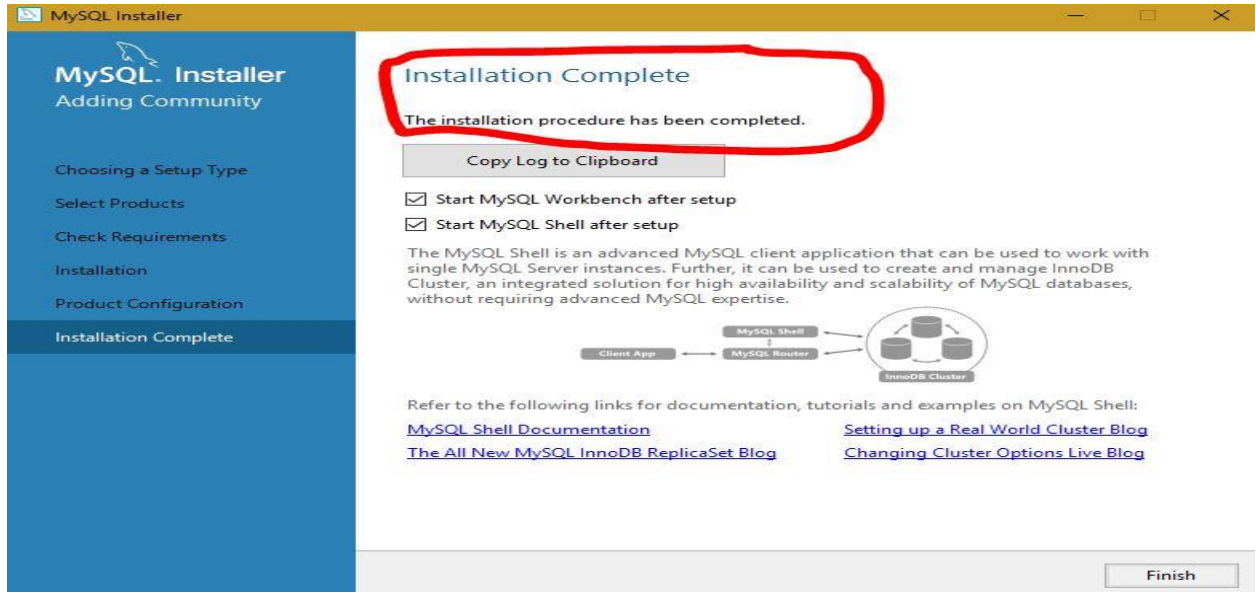 MySQL Installer
MySQL. Installer
Adding Community
Choosing a Setup Type
Select Products
Check Requirements
Installation
Product Configuration
Installation Complete
Installation Complete
The installation procedure has been completed.
Copy Log to Clipboard
Start MySQL Workbench after setup
Start MySQL Shell after setup
The MySQL Shell is an advanced MySQL client application that can be used to work with
single MySQL Server instances. Further, it can be used to create and manage InnoDB
Cluster, an integrated solution for high availability and scalability of MySQL databases,
without requiring advanced MySQL expertise.
MySQL Shell
Client App
MySQL Router
InnoDB Cluster
Refer to the following links for documentation, tutorials and examples on MySQL Shell:
MySQL Shell Documentation
Setting up a Real World Cluster Blog
The All New MySQL InnoDB ReplicaSet Blog
Changing Cluster Options Live Blog
Finish